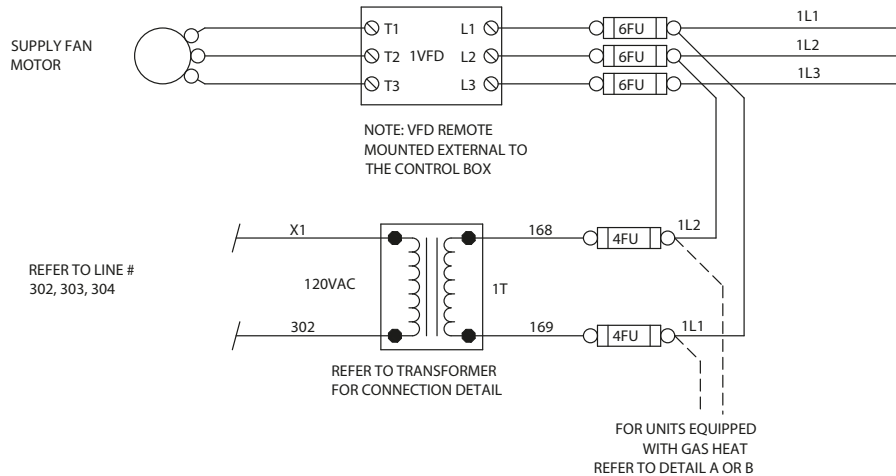 1L1
T1 L1 6FU
SUPPLY FAN
MOTOR
T2 1VFD L2 6FU 1L2
T3 L3 6FU 1L3
NOTE: VFD REMOTE
MOUNTED EXTERNAL TO
THE CONTROL BOX
X1 168 4FU 1L2
REFER TO LINE #
302, 303, 304
120VAC 1T
302 169 4FU 1L1
REFER TO TRANSFORMER
FOR CONNECTION DETAIL
FOR UNITS EQUIPPED
WITH GAS HEAT
REFER TO DETAIL A OR B